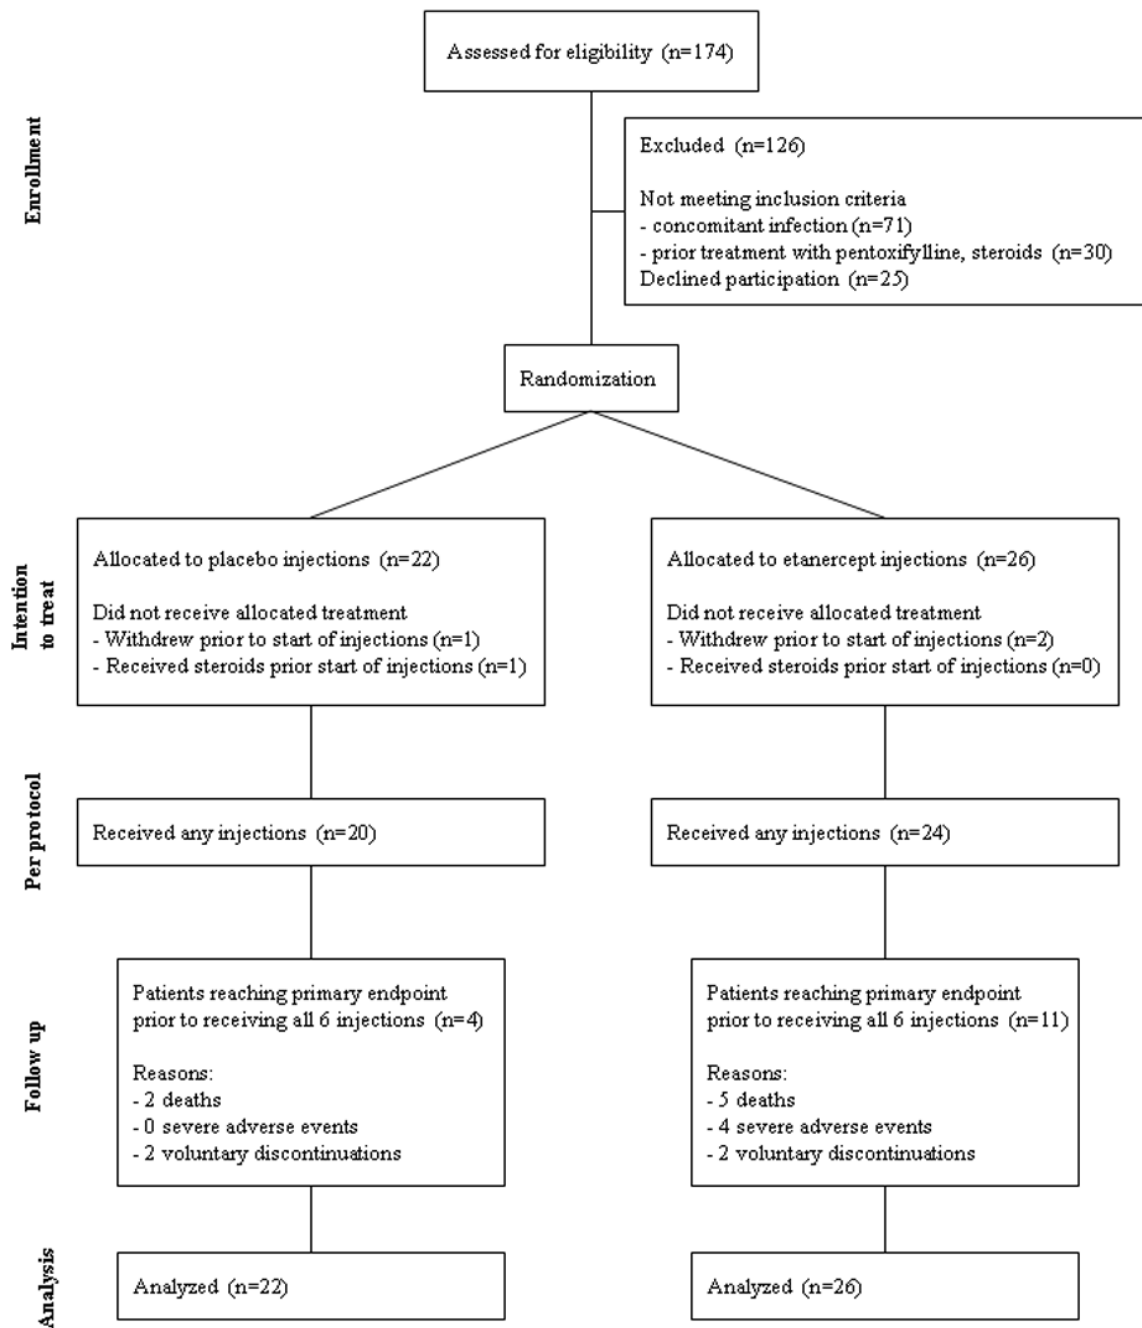 Assessed for eligibility (n=174)
Enrollment
Excluded (n=126)
Not meeting inclusion criteria
- concomitant infection (n=71)
- prior treatment with pentoxifylline, steroids (n=30)
Declined participation (n=25)
Randomization
Intention
to treat
Allocated to placebo injections (n=22)
Did not receive allocated treatment
- Withdrew prior to start of injections (n=1)
- Received steroids prior start of injections (n=1)
Allocated to etanercept injections (n=26)
Did not receive allocated treatment
- Withdrew prior to start of injections (n=2)
- Received steroids prior start of injections (n=0)
Per protocol
Received any injections (n=20)
Received any injections (n=24)
Follow up
Patients reaching primary endpoint
prior to receiving all 6 injections (n=4)
Reasons:
- 2 deaths
- 0 severe adverse events
- 2 voluntary discontinuations
Patients reaching primary endpoint
prior to receiving all 6 injections (n=11)
Reasons:
- 5 deaths
- 4 severe adverse events
- 2 voluntary discontinuations
Analysis
Analyzed (n=22)
Analyzed (n=26)